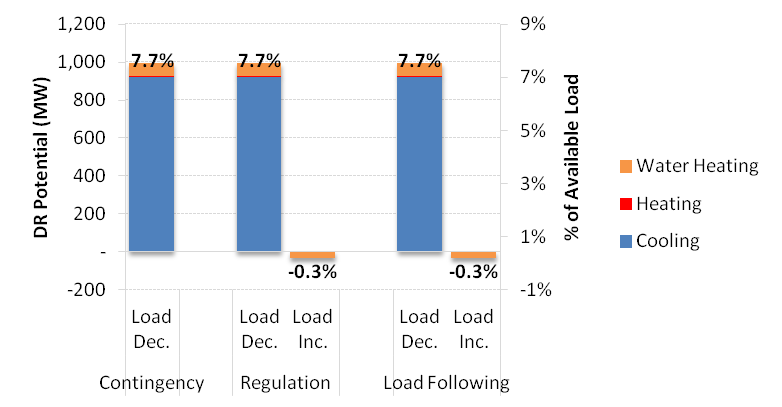 1,200
1,000
800
600
400
200
-
-200
DR Potential (MW)
7.7%
7.7%
-0.3%
7.7%
-0.3%
9%
7%
5%
3%
1%
-1%
% of Available Load
Load
Dec.
Load
Dec.
Load
Inc.
Load
Dec.
Load
Inc.
Contingency
Regulation
Load Following
Water Heating
Heating
Cooling